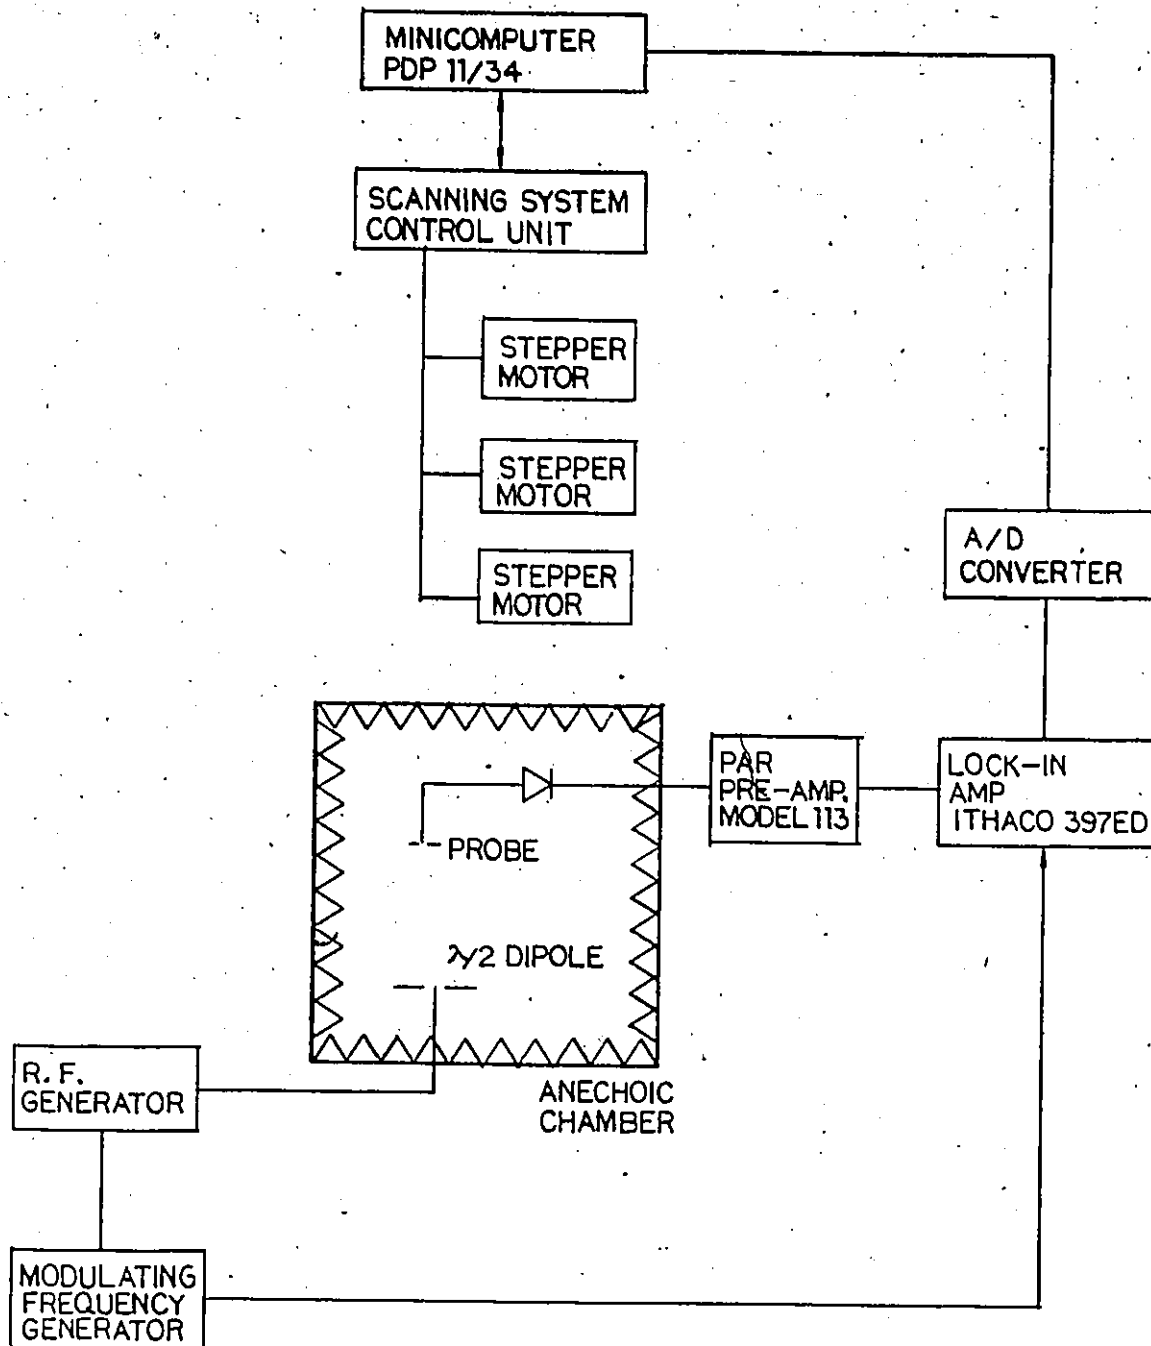 MINICOMPUTER
PDP 11/34
SCANNING SYSTEM
CONTROL UNIT
STEPPER
MOTOR
STEPPER
MOTOR
STEPPER
MOTOR
A/D
CONVERTER
PAR
PRE-AMP.
MODEL 113
LOCK-IN
AMP
ITHACO 397ED
PROBE
λ/2 DIPOLE
R.F.
GENERATOR
ANECHOIC
CHAMBER
MODULATING
FREQUENCY
GENERATOR